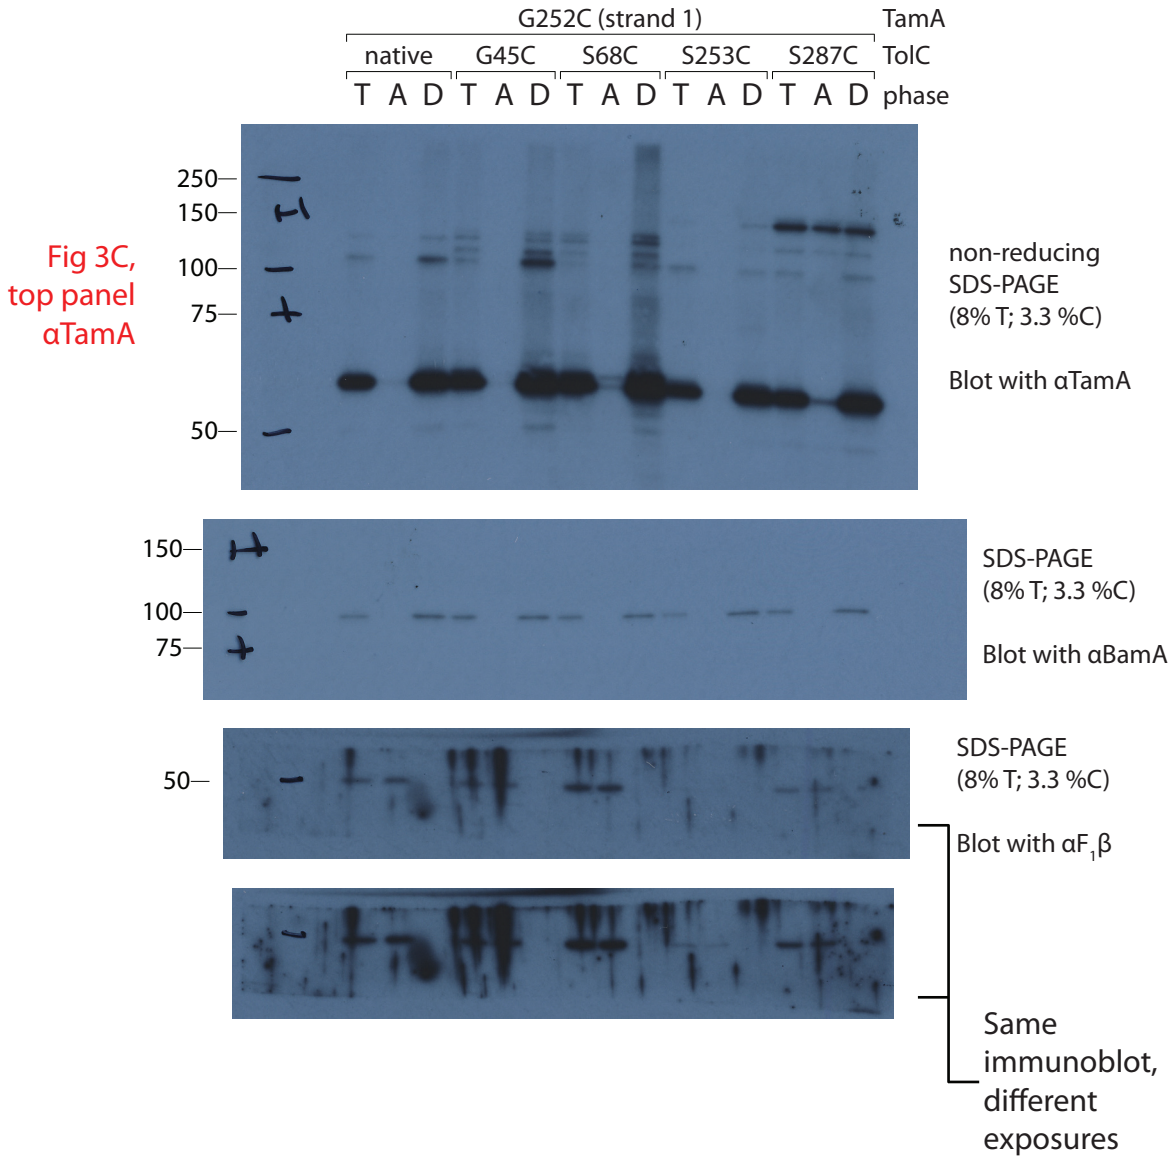 G252C (strand 1) TamA
native G45C S68C S253C S287C TolC
T A D T A D T A D T A D T A D phase
250
150
100
75
50
Fig 3C,
top panel
αTamA
non-reducing
SDS-PAGE
(8% T; 3.3 %C)
Blot with αTamA
150
100
75
SDS-PAGE
(8% T; 3.3 %C)
Blot with αBamA
50
SDS-PAGE
(8% T; 3.3 %C)
Blot with αF₁β
Same
immunoblot,
different
exposures